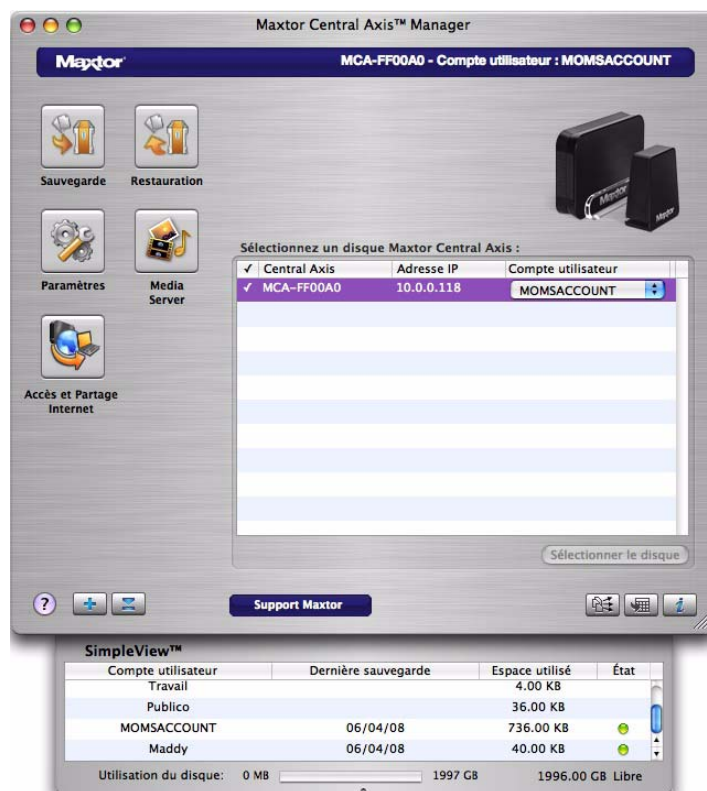 Maxtor Central Axis™ Manager
Maxtor
MCA-FF00A0 - Compte utilisateur : MOMSACCOUNT
Sauvegarde
Restauration
Maxtor
Maxtor
Paramètres
Media
Server
Accès et Partage
Internet
Sélectionnez un disque Maxtor Central Axis :
✓ Central Axis Adresse IP Compte utilisateur
✓ MCA-FF00A0 10.0.0.118 MOMSACCOUNT
Sélectionner le disque
?
Support Maxtor
i
SimpleView™
Compte utilisateur Dernière sauvegarde Espace utilisé État
Travail 4.00 KB
Publico 36.00 KB
MOMSACCOUNT 06/04/08 736.00 KB
Maddy 06/04/08 40.00 KB
Utilisation du disque: 0 MB 1997 GB 1996.00 GB Libre